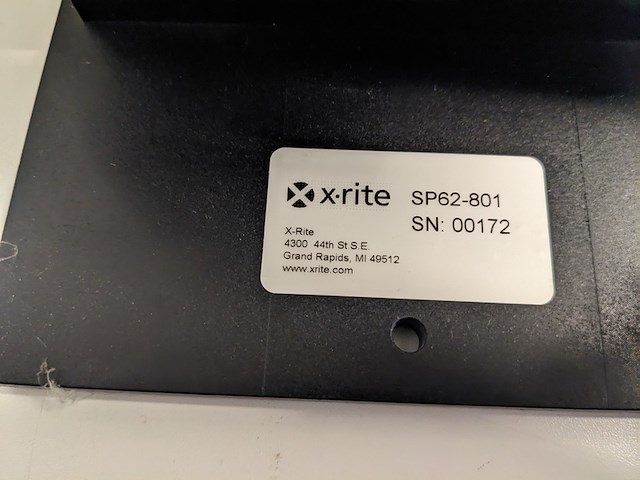 x·rite SP62-801
SN: 00172
X-Rite
4300 44th St S.E.
Grand Rapids, MI 49512
www.xrite.com